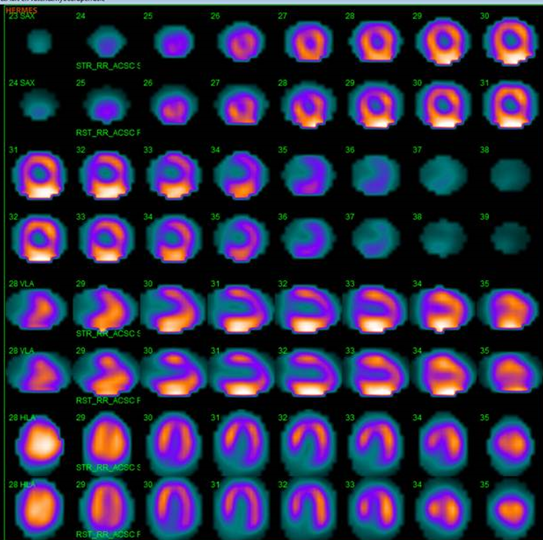 HERMES
23 SAX 24 25 26 27 28 29 30
STR_RR_ACSC S
24 SAX 25 26 27 28 29 30 31
RST_RR_ACSC F
31 32 33 34 35 36 37 38
32 33 34 35 36 37 38 39
28 VLA 29 30 31 32 33 34 35
STR_RR_ACSC S
28 VLA 29 30 31 32 33 34 35
RST_RR_ACSC F
28 HLA 29 30 31 32 33 34 35
STR_RR_ACSC S
28 HLA 29 30 31 32 33 34 35
RST_RR_ACSC F